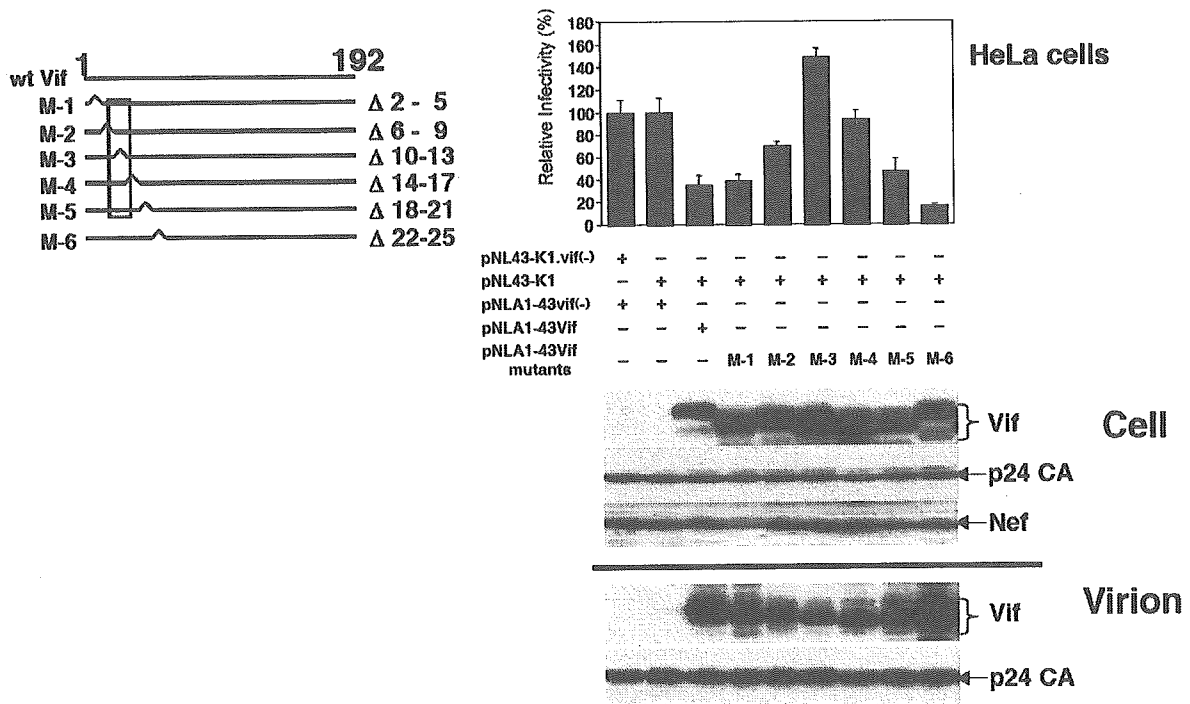 1 192
wt Vif
M-1 Δ 2 - 5
M-2 Δ 6 - 9
M-3 Δ 10-13
M-4 Δ 14-17
M-5 Δ 18-21
M-6 Δ 22-25
HeLa cells
Relative Infectivity (%)
180
160
140
120
100
80
60
40
20
0
pNL43-K1.vif(-) + - - - - - - - -
pNL43-K1 - + + + + + + + +
pNLA1-43vif(-) + + - - - - - - -
pNLA1-43Vif - - + - - - - - -
pNLA1-43Vif mutants - - - M-1 M-2 M-3 M-4 M-5 M-6
Vif
Cell
p24 CA
Nef
Vif
Virion
p24 CA